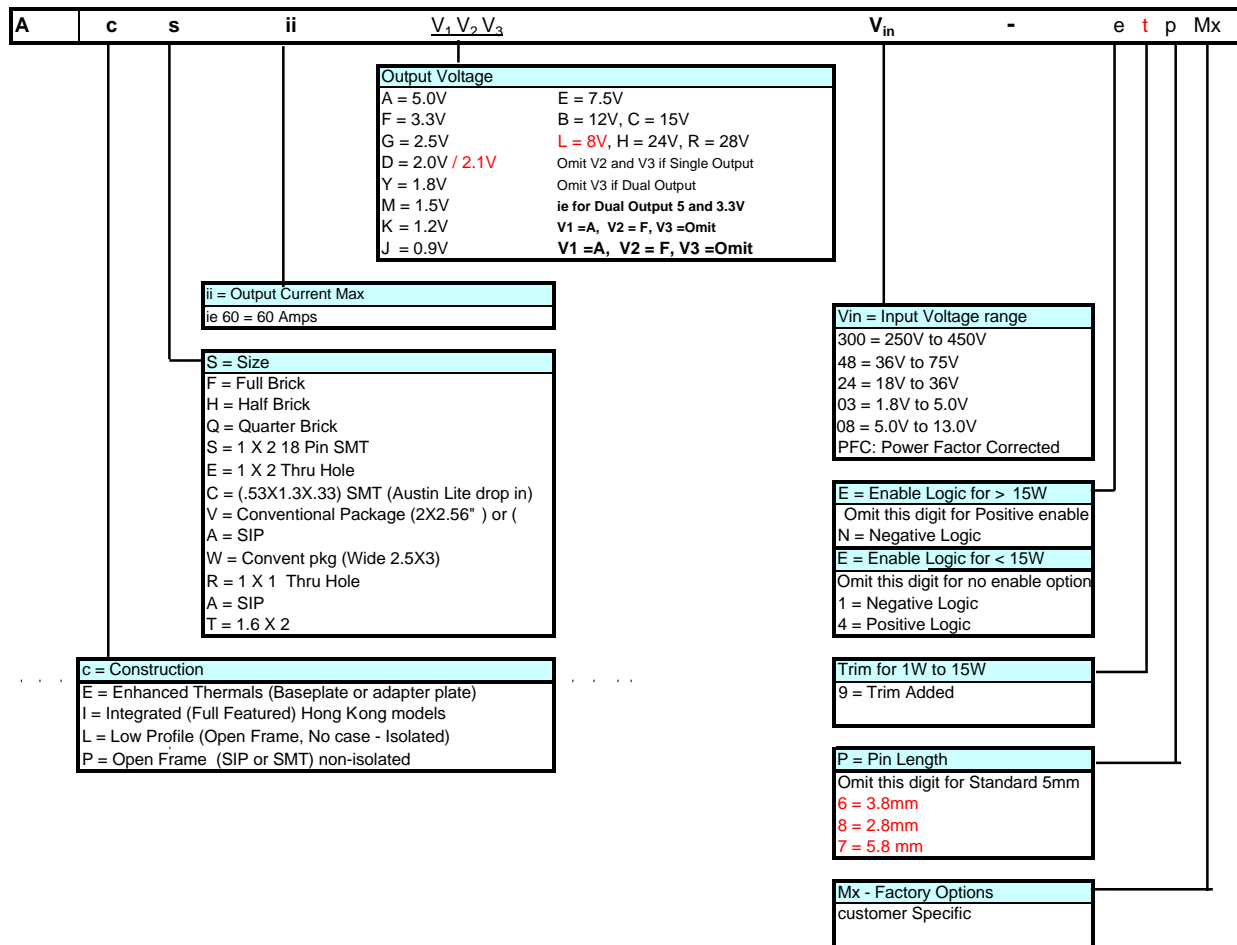 A c s ii V1 V2 V3 Vin - e t p Mx
Output Voltage
A = 5.0V E = 7.5V
F = 3.3V B = 12V, C = 15V
G = 2.5V L = 8V, H = 24V, R = 28V
D = 2.0V / 2.1V Omit V2 and V3 if Single Output
Y = 1.8V Omit V3 if Dual Output
M = 1.5V ie for Dual Output 5 and 3.3V
K = 1.2V V1 =A, V2 = F, V3 =Omit
J = 0.9V V1 =A, V2 = F, V3 =Omit
ii = Output Current Max
ie 60 = 60 Amps
S = Size
F = Full Brick
H = Half Brick
Q = Quarter Brick
S = 1 X 2 18 Pin SMT
E = 1 X 2 Thru Hole
C = (.53X1.3X.33) SMT (Austin Lite drop in)
V = Conventional Package (2X2.56" ) or (
A = SIP
W = Convent pkg (Wide 2.5X3)
R = 1 X 1 Thru Hole
A = SIP
T = 1.6 X 2
c = Construction
E = Enhanced Thermals (Baseplate or adapter plate)
I = Integrated (Full Featured) Hong Kong models
L = Low Profile (Open Frame, No case - Isolated)
P = Open Frame (SIP or SMT) non-isolated
Vin = Input Voltage range
300 = 250V to 450V
48 = 36V to 75V
24 = 18V to 36V
03 = 1.8V to 5.0V
08 = 5.0V to 13.0V
PFC: Power Factor Corrected
E = Enable Logic for > 15W
Omit this digit for Positive enable
N = Negative Logic
E = Enable Logic for < 15W
Omit this digit for no enable option
1 = Negative Logic
4 = Positive Logic
Trim for 1W to 15W
9 = Trim Added
P = Pin Length
Omit this digit for Standard 5mm
6 = 3.8mm
8 = 2.8mm
7 = 5.8 mm
Mx - Factory Options
customer Specific